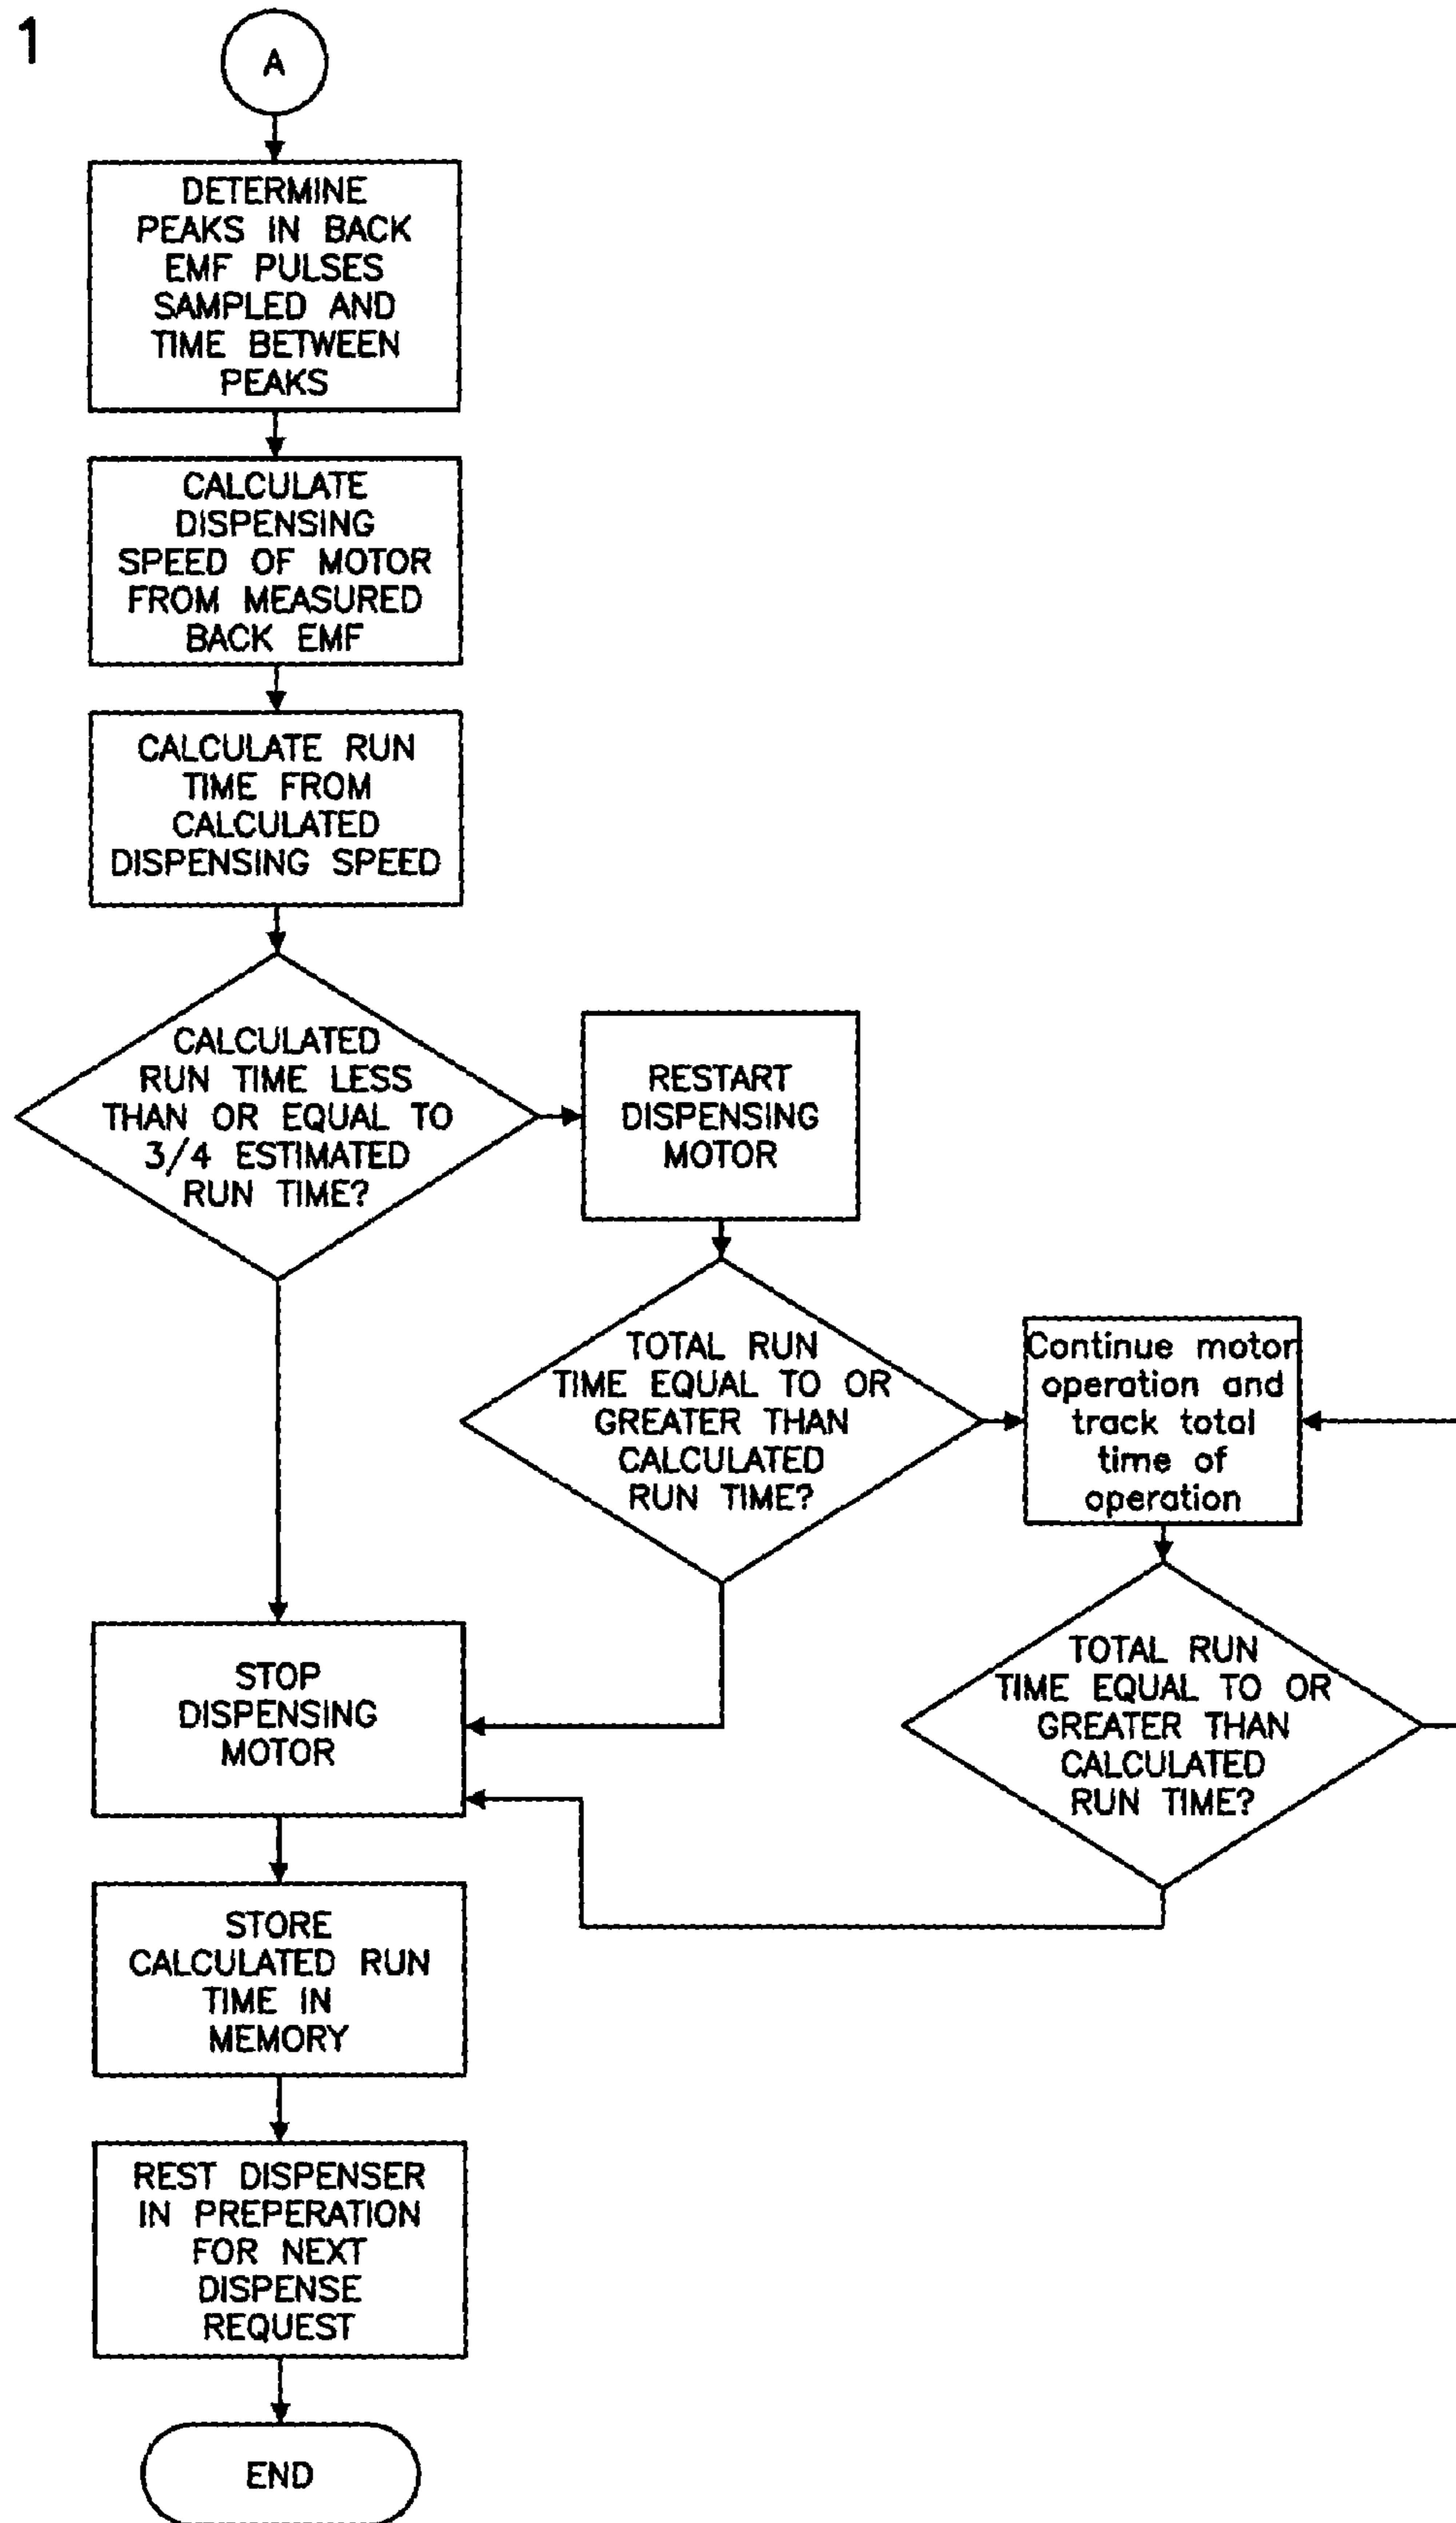 1
A
DETERMINE
PEAKS IN BACK
EMF PULSES
SAMPLED AND
TIME BETWEEN
PEAKS
CALCULATE
DISPENSING
SPEED OF MOTOR
FROM MEASURED
BACK EMF
CALCULATE RUN
TIME FROM
CALCULATED
DISPENSING SPEED
CALCULATED
RUN TIME LESS
THAN OR EQUAL TO
3/4 ESTIMATED
RUN TIME?
RESTART
DISPENSING
MOTOR
TOTAL RUN
TIME EQUAL TO OR
GREATER THAN
CALCULATED
RUN TIME?
Continue motor
operation and
track total
time of
operation
TOTAL RUN
TIME EQUAL TO OR
GREATER THAN
CALCULATED
RUN TIME?
STOP
DISPENSING
MOTOR
STORE
CALCULATED RUN
TIME IN
MEMORY
REST DISPENSER
IN PREPERATION
FOR NEXT
DISPENSE
REQUEST
END